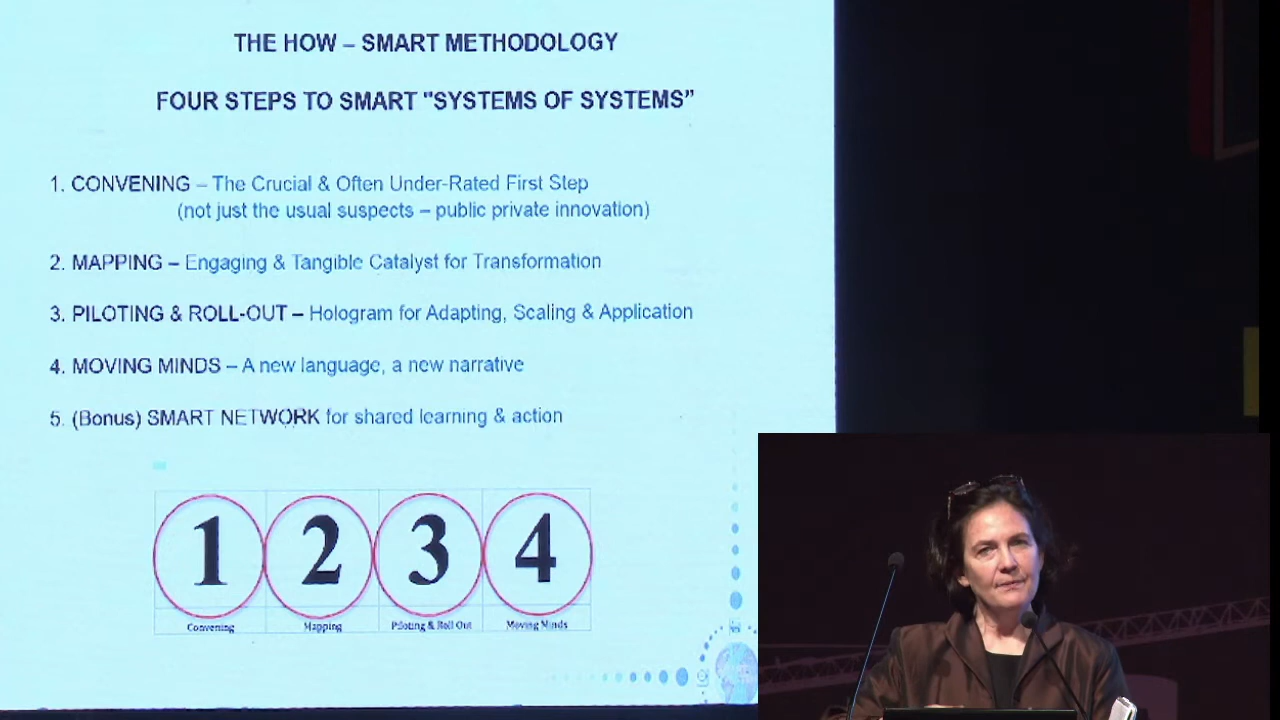 THE HOW – SMART METHODOLOGY
FOUR STEPS TO SMART "SYSTEMS OF SYSTEMS”
1. CONVENING – The Crucial & Often Under-Rated First Step
(not just the usual suspects – public private innovation)
2. MAPPING – Engaging & Tangible Catalyst for Transformation
3. PILOTING & ROLL-OUT – Hologram for Adapting, Scaling & Application
4. MOVING MINDS – A new language, a new narrative
5. (Bonus) SMART NETWORK for shared learning & action
1 2 3 4
Convening Mapping Piloting & Roll Out Moving Minds